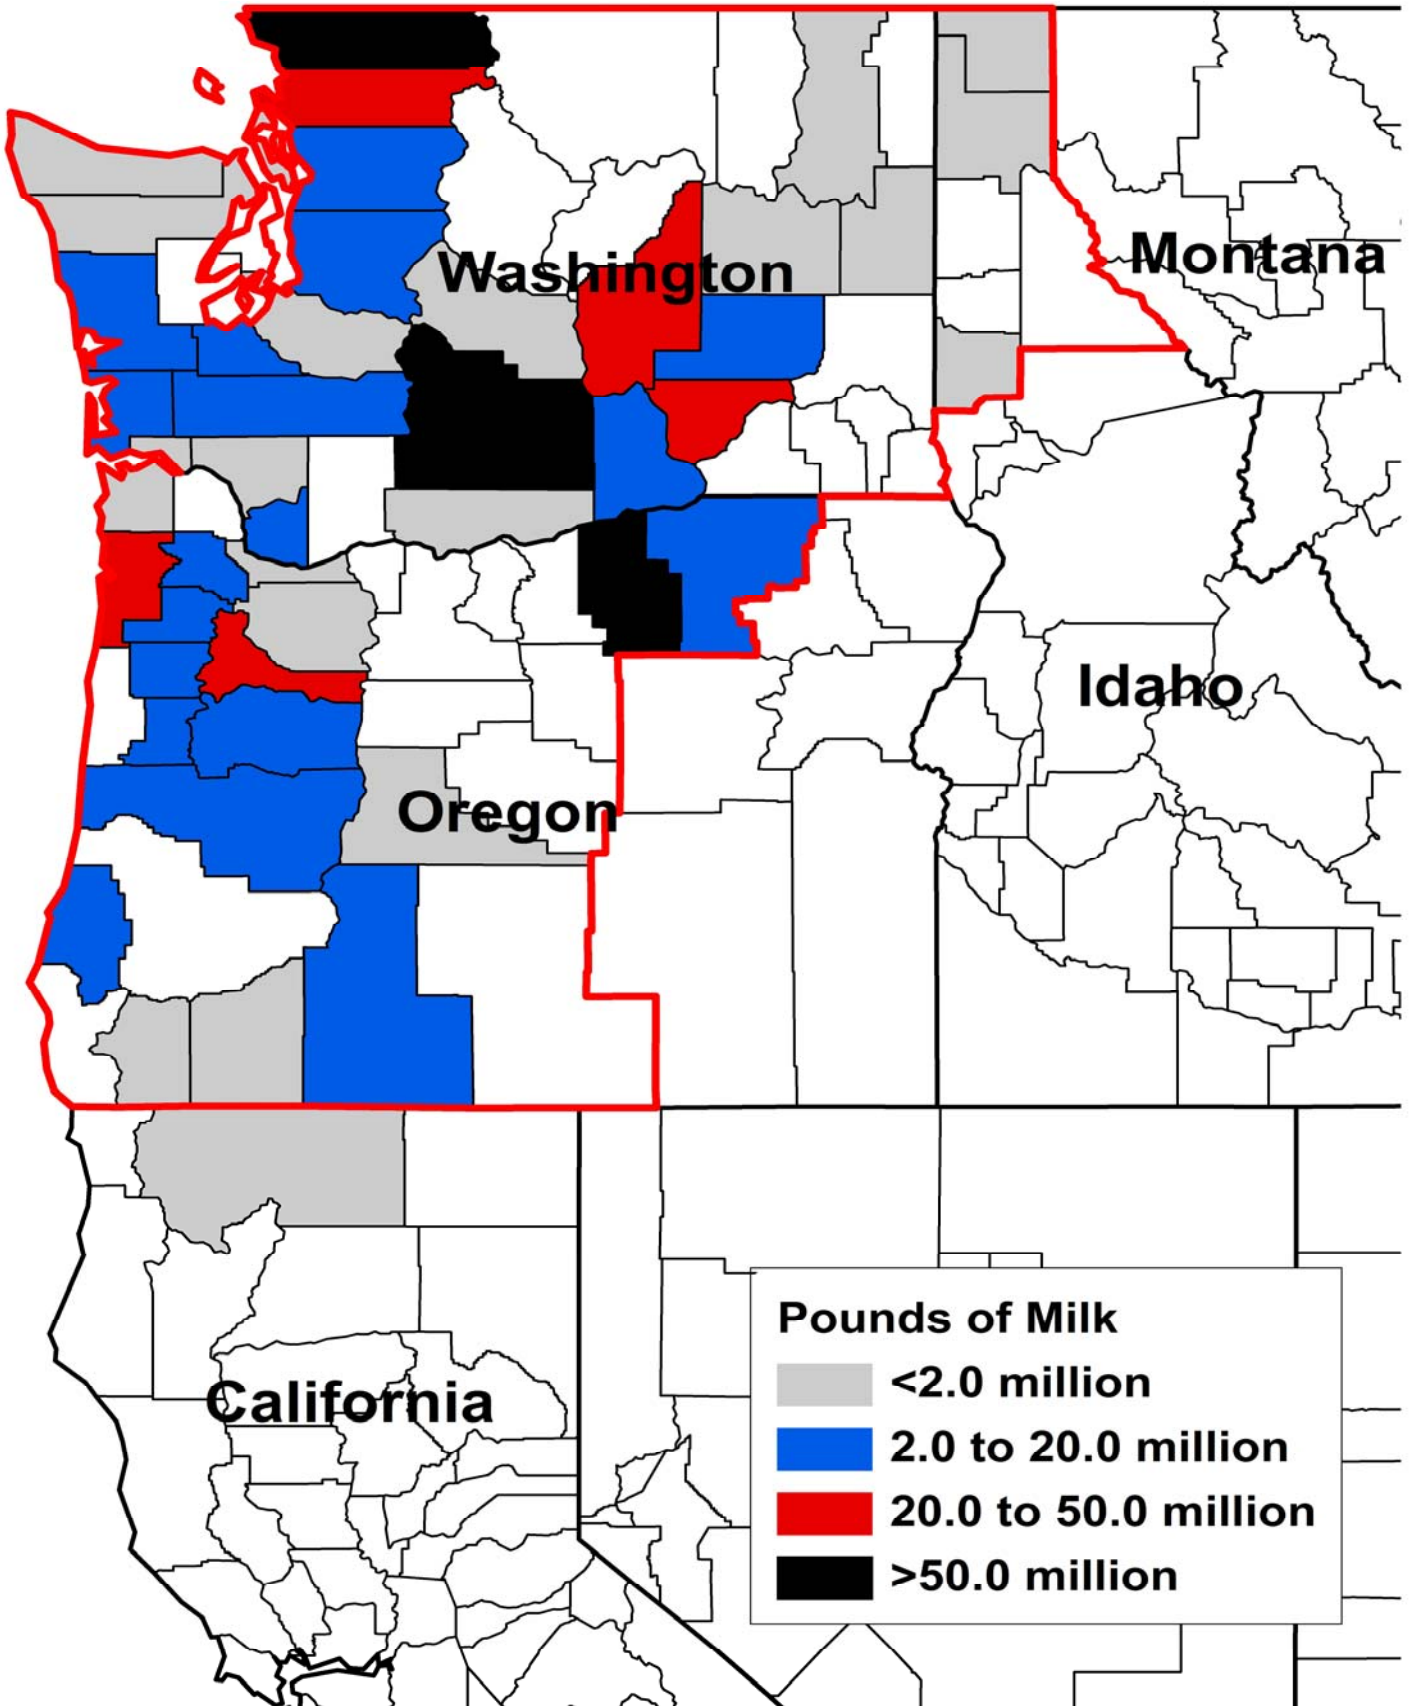 Washington
Montana
Idaho
Oregon
California
Pounds of Milk
<2.0 million
2.0 to 20.0 million
20.0 to 50.0 million
>50.0 million